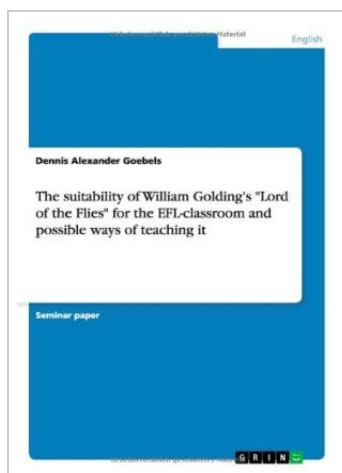 English
Dennis Alexander Goebels
The suitability of William Golding's "Lord
of the Flies" for the EFL-classroom and
possible ways of teaching it
Seminar paper
G R I N